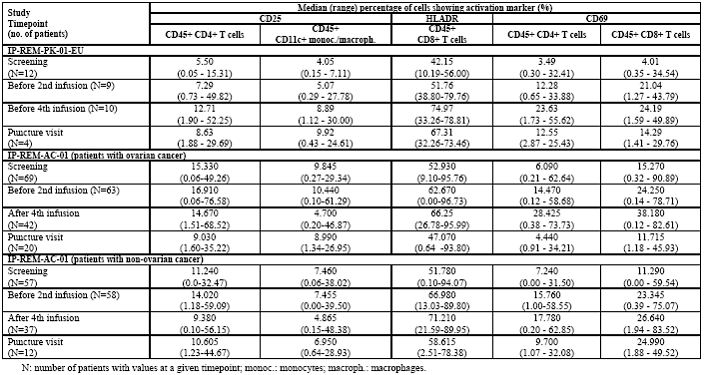 Study
Timepoint
(no. of patients)
Median (range) percentage of cells showing activation marker (%)
CD25 HLADR CD69
CD45+ CD4+ T cells CD45+ CD11c+ monoc./macroph. CD45+ CD8+ T cells CD45+ CD4+ T cells CD45+ CD8+ T cells
IP-REM-PK-01-EU
Screening 5.50 4.05 42.15 3.49 4.01
(N=12) (0.05 - 15.31) (0.15 - 7.11) (10.19-56.00) (0.30 - 32.41) (0.35 - 34.54)
Before 2nd infusion (N=9) 7.29 5.07 51.76 12.28 21.04
(0.73 - 49.82) (0.29 - 27.78) (38.80-79.76) (0.65 - 33.88) (1.27 - 43.79)
Before 4th infusion (N=10) 12.71 8.89 74.97 23.63 24.19
(1.90 - 52.25) (1.12 - 30.00) (33.26-78.81) (1.73 - 55.62) (1.59 - 49.89)
Puncture visit 8.63 9.92 67.31 12.55 14.29
(N=4) (1.88 - 29.69) (0.43 - 24.61) (32.26-73.46) (2.87 - 25.43) (1.41 - 29.76)
IP-REM-AC-01 (patients with ovarian cancer)
Screening 15.330 9.845 52.930 6.090 15.270
(N=69) (0.06-49.26) (0.27-29.34) (9.10-95.76) (0.21 - 62.64) (0.32 - 90.89)
Before 2nd infusion (N=63) 16.910 10.440 62.670 14.470 24.250
(0.06-76.58) (0.10-61.29) (0.00-96.73) (0.12 - 58.68) (0.14 - 78.71)
After 4th infusion 14.670 4.700 66.25 28.425 38.180
(N=42) (1.51-68.52) (0.20-46.87) (26.78-95.99) (0.38 - 73.73) (0.12 - 82.61)
Puncture visit 9.030 8.990 47.070 4.440 11.715
(N=20) (1.60-35.22) (1.34-26.95) (0.64 -93.80) (0.91 - 34.21) (1.18 - 45.93)
IP-REM-AC-01 (patients with non-ovarian cancer)
Screening 11.240 7.460 51.780 7.240 11.290
(N=57) (0.0-32.47) (0.06-38.02) (0.10-94.07) (0.00 - 31.50) (0.00 - 59.54)
Before 2nd infusion (N=58) 14.020 7.455 66.980 15.760 23.345
(1.18-59.09) (0.00-39.50) (13.03-89.80) (1.00-58.55) (0.39 - 75.07)
After 4th infusion 9.380 4.865 71.210 17.780 26.640
(N=37) (0.10-56.15) (0.15-48.38) (21.59-89.95) (0.20 - 62.85) (1.94 - 83.52)
Puncture visit 10.605 6.950 58.615 9.700 24.990
(N=12) (1.23-44.67) (0.64-28.93) (2.51-78.38) (1.07 - 32.08) (1.88 - 49.52)
N: number of patients with values at a given timepoint; monoc.: monocytes; macroph.: macrophages.